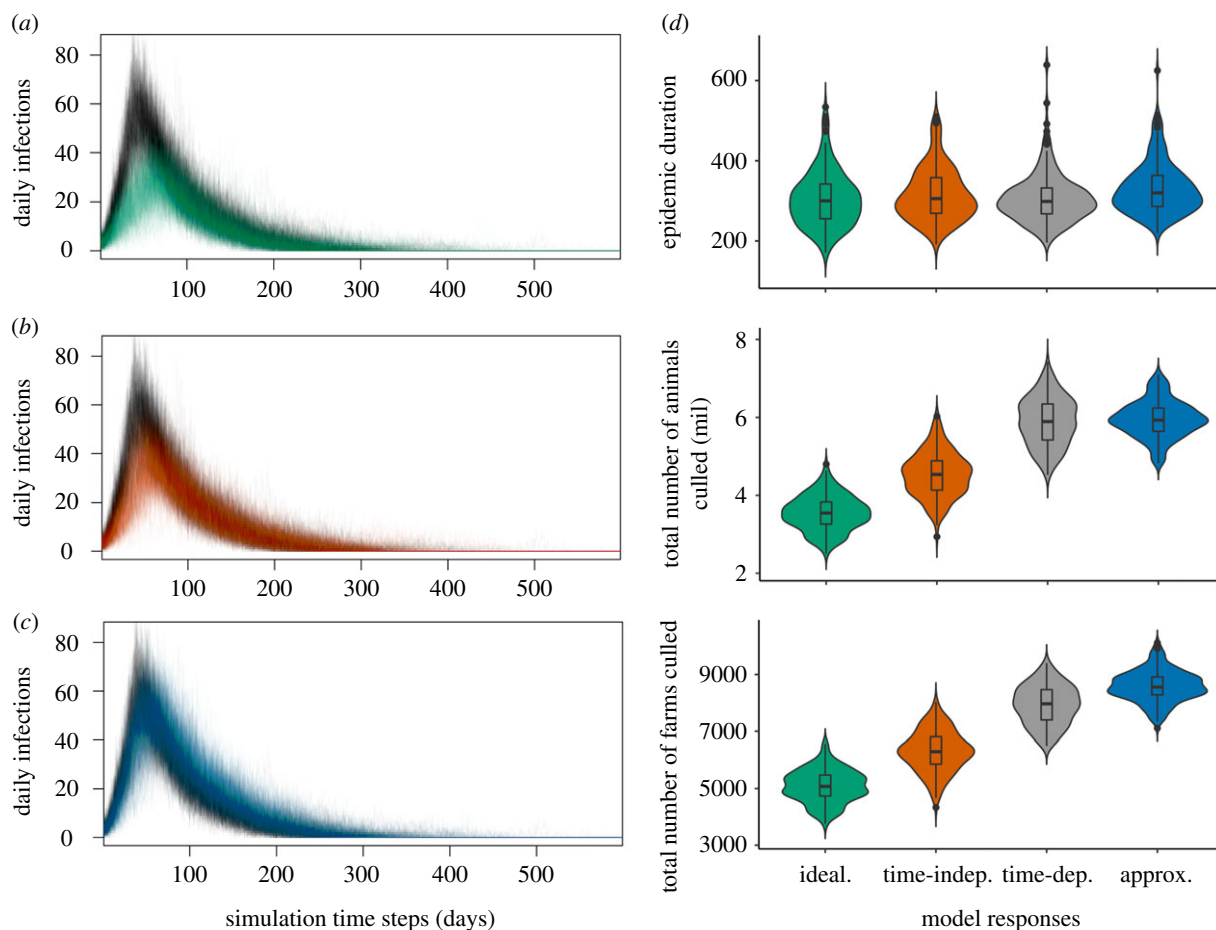 (a)
daily infections
80
60
40
20
0
100 200 300 400 500
(b)
daily infections
80
60
40
20
0
100 200 300 400 500
(c)
daily infections
80
60
40
20
0
100 200 300 400 500
simulation time steps (days)
(d)
epidemic duration
600
400
200
total number of animals
culled (mil)
8
6
4
2
total number of farms culled
9000
7000
5000
3000
ideal. time-indep. time-dep. approx.
model responses